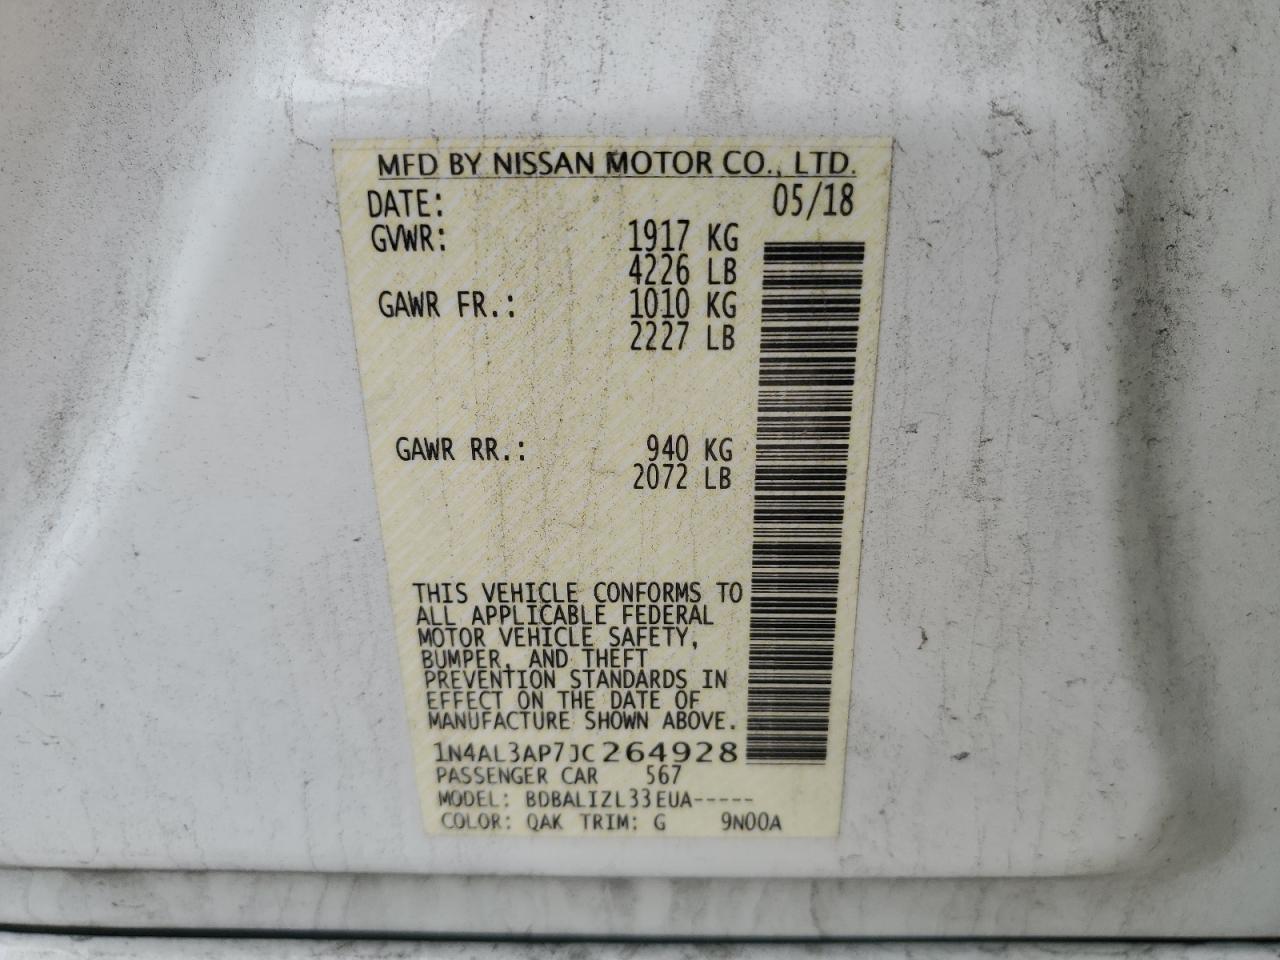 MFD BY NISSAN MOTOR CO., LTD.
DATE: 05/18
GVWR: 1917 KG
4226 LB
GAWR FR.: 1010 KG
2227 LB
GAWR RR.: 940 KG
2072 LB
THIS VEHICLE CONFORMS TO
ALL APPLICABLE FEDERAL
MOTOR VEHICLE SAFETY,
BUMPER, AND THEFT
PREVENTION STANDARDS IN
EFFECT ON THE DATE OF
MANUFACTURE SHOWN ABOVE.
1N4AL3AP7JC264928
PASSENGER CAR 567
MODEL: BDBALIZL33EUA-----
COLOR: QAK TRIM: G 9N00A